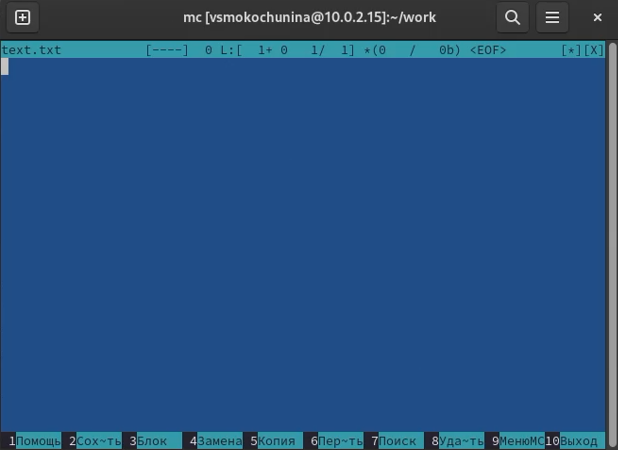 mc [vsmokochunina@10.0.2.15]:~/work
text.txt [----] 0 L:[ 1+ 0 1/ 1] *(0 / 0b) <EOF> [*][X]
1Помощь 2Сох~ть 3Блок 4Замена 5Копия 6Пер~ть 7Поиск 8Уда~ть 9МенюMC 10Выход